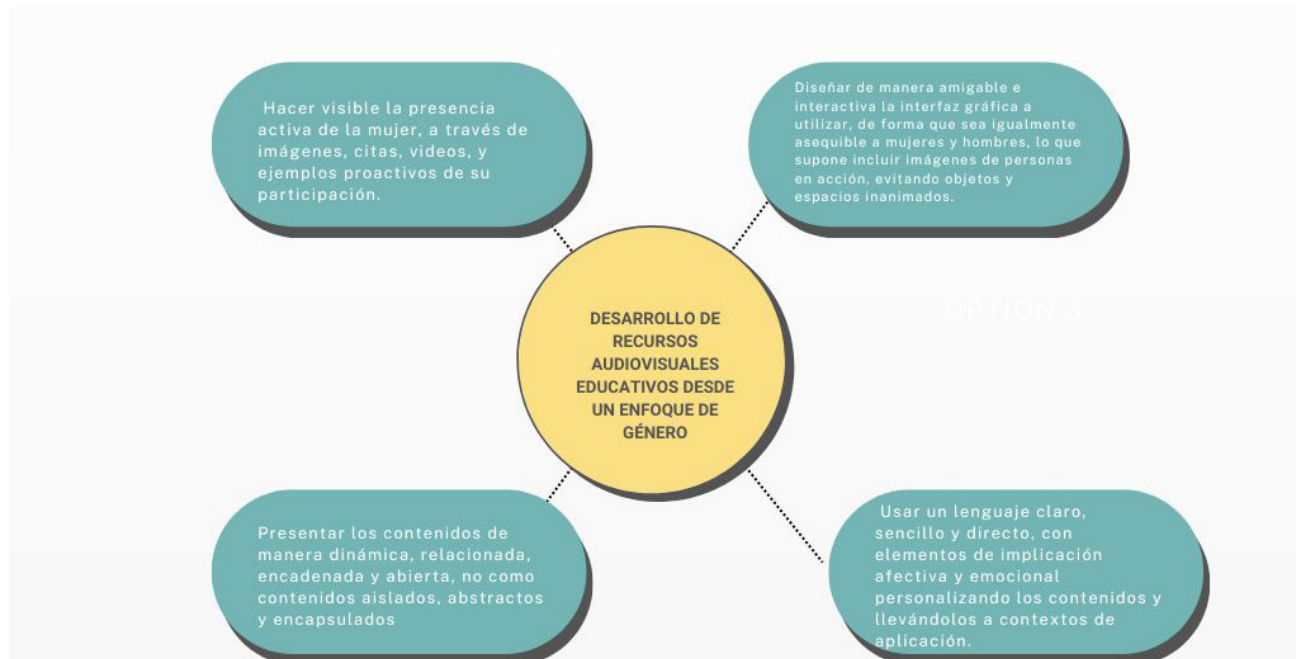 Hacer visible la presencia
activa de la mujer, a través de
imágenes, citas, videos, y
ejemplos proactivos de su
participación.
Diseñar de manera amigable e
interactiva la interfaz gráfica a
utilizar, de forma que sea igualmente
asequible a mujeres y hombres, lo que
supone incluir imágenes de personas
en acción, evitando objetos y
espacios inanimados.
OPTION S
DESARROLLO DE
RECURSOS
AUDIOVISUALES
EDUCATIVOS DESDE
UN ENFOQUE DE
GÉNERO
Presentar los contenidos de
manera dinámica, relacionada,
encadenada y abierta, no como
contenidos aislados, abstractos
y encapsulados
Usar un lenguaje claro,
sencillo y directo, con
elementos de implicación
afectiva y emocional
personalizando los contenidos y
llevándolos a contextos de
aplicación.